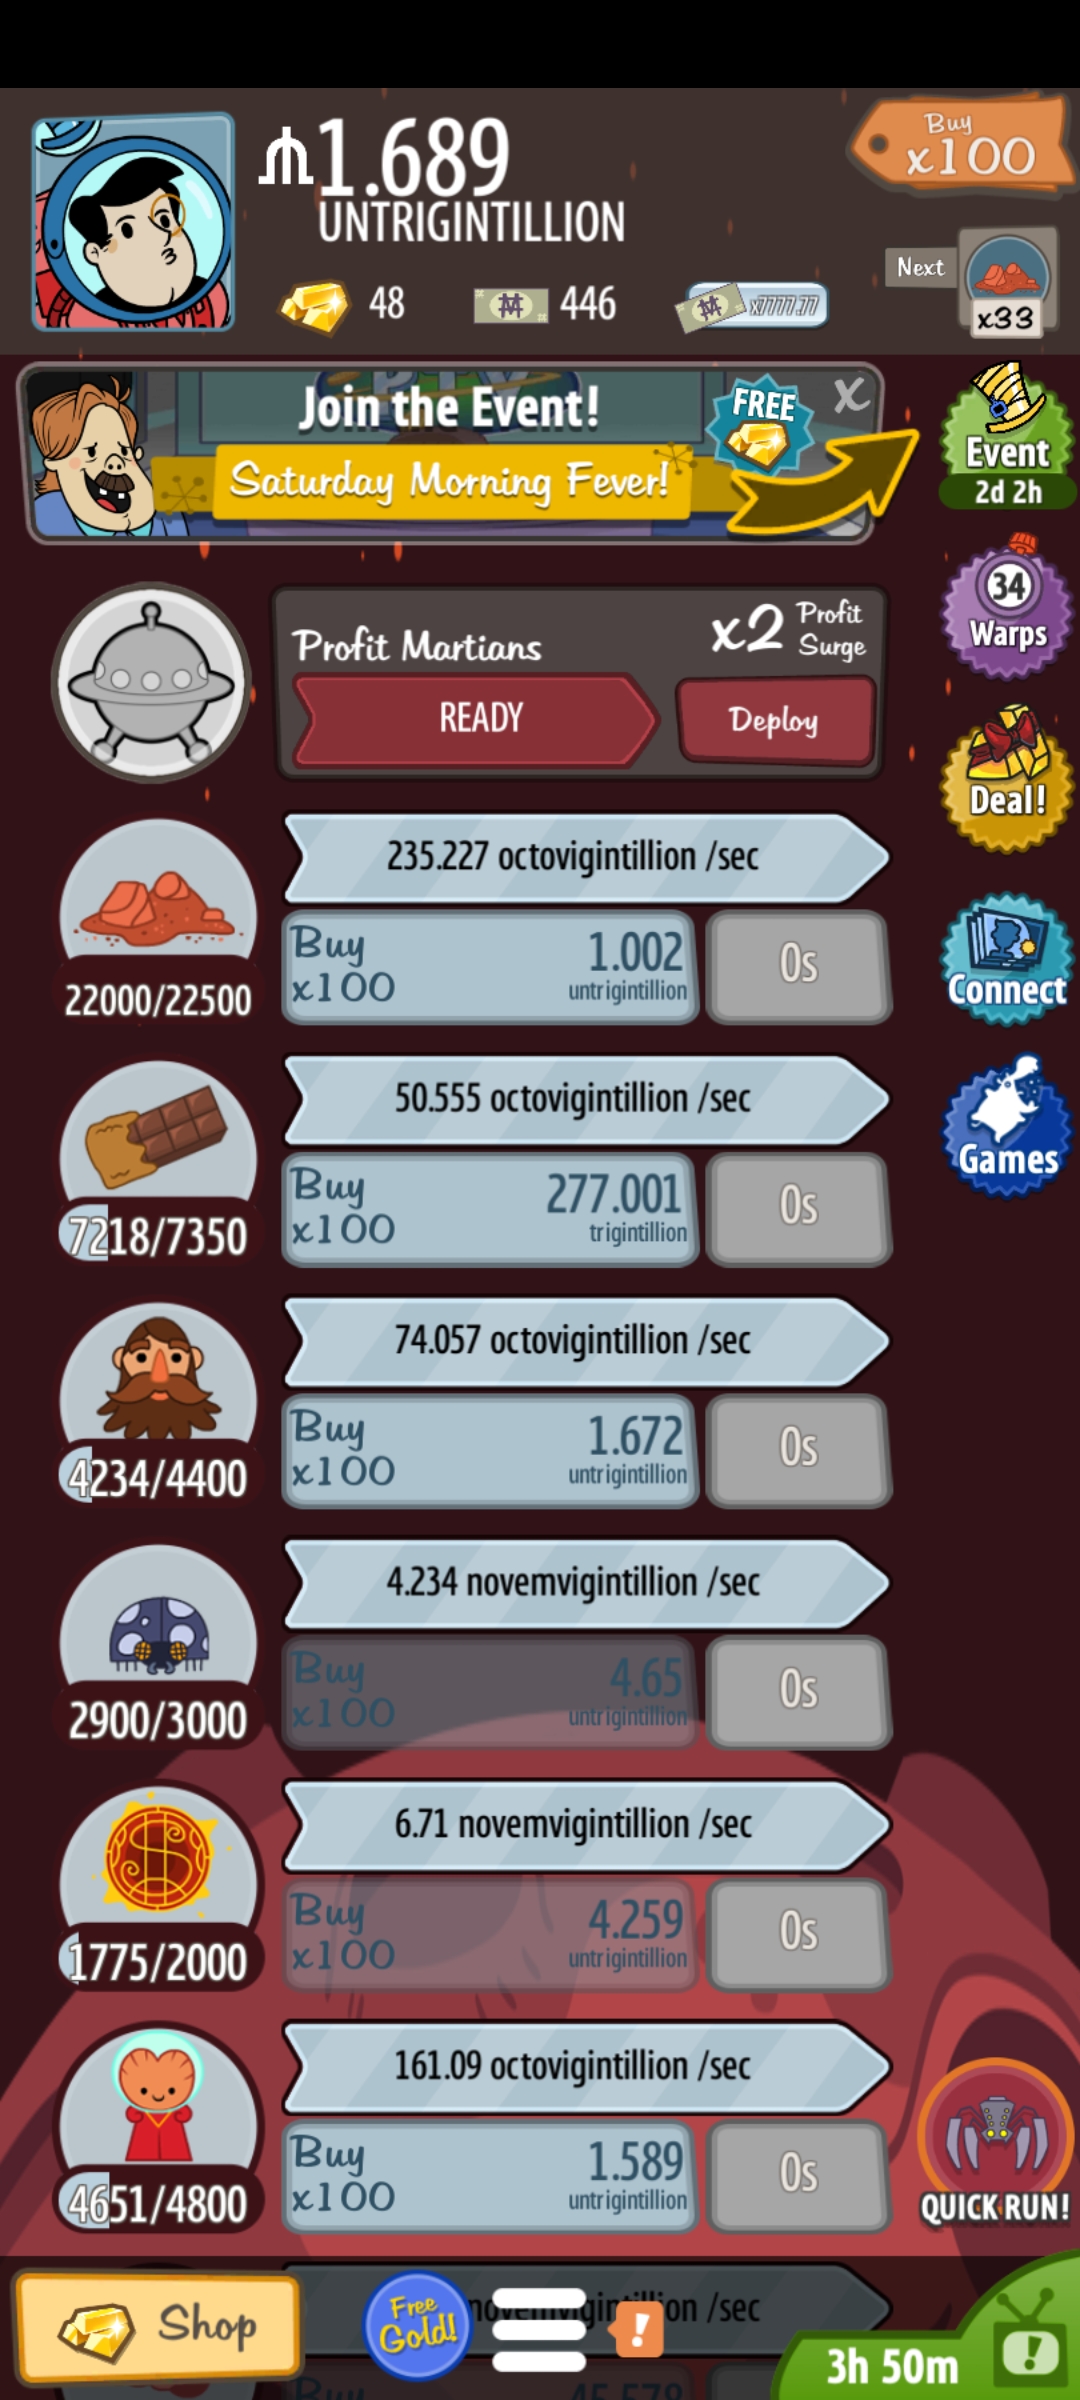 1.689
UNTRIGINTILLION
Buy
x100
48
446
x7777.77
Next
x33
Join the Event!
FREE
X
Saturday Morning Fever!
Event
2d 2h
34
Warps
Profit Martians
x2 Profit
Surge
READY
Deploy
Deal!
235.227 octovigintillion /sec
Buy
x100
1.002
untrigintillion
0s
22000/22500
Connect
50.555 octovigintillion /sec
Buy
x100
277.001
trigintillion
0s
7218/7350
Games
74.057 octovigintillion /sec
Buy
x100
1.672
untrigintillion
0s
4234/4400
4.234 novemvigintillion /sec
Buy
x100
4.65
untrigintillion
0s
2900/3000
6.71 novemvigintillion /sec
Buy
x100
4.259
untrigintillion
0s
1775/2000
161.09 octovigintillion /sec
Buy
x100
1.589
untrigintillion
0s
4651/4800
QUICK RUN!
Shop
Free
Gold!
/sec
!
3h 50m
!
Buy